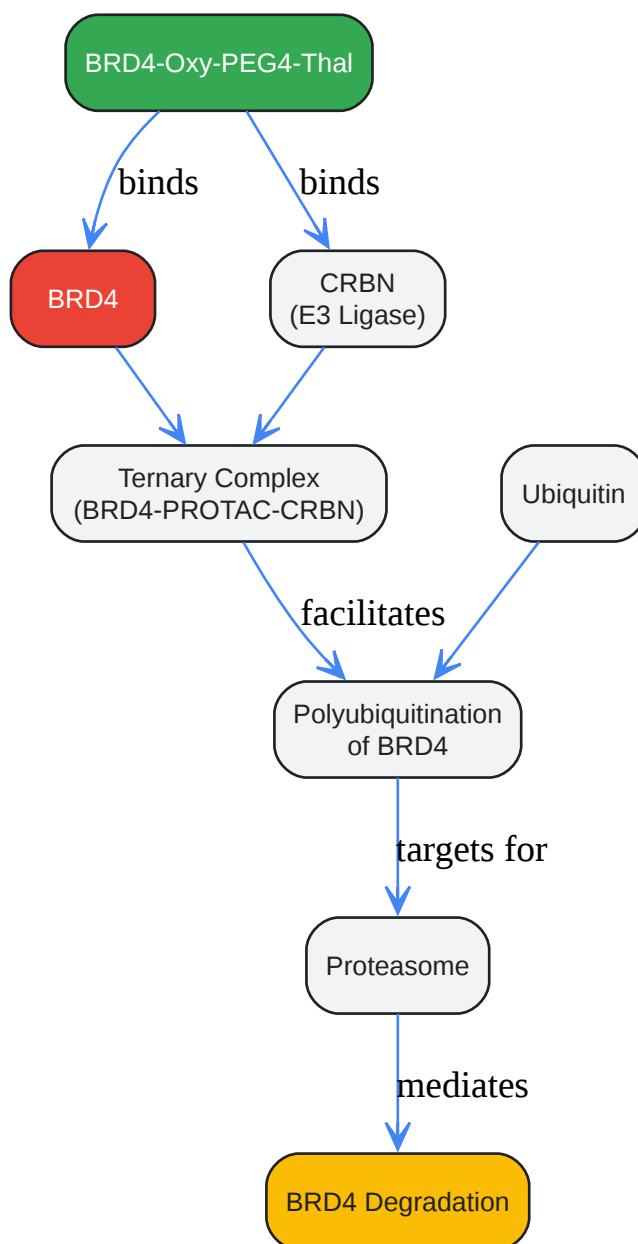 BRD4-Oxy-PEG4-Thal
binds
binds
BRD4
CRBN
(E3 Ligase)
Ternary Complex
(BRD4-PROTAC-CRBN)
Ubiquitin
facilitates
Polyubiquitination
of BRD4
targets for
Proteasome
mediates
BRD4 Degradation